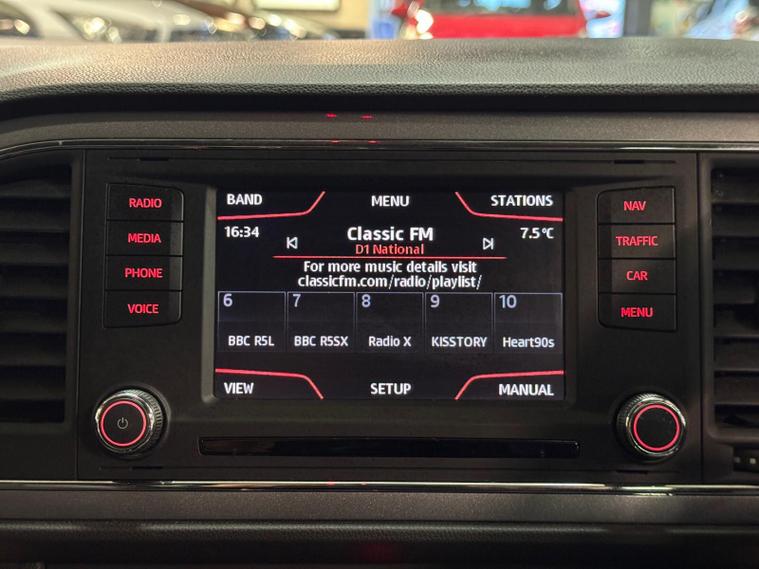 BAND MENU STATIONS
16:34 Classic FM 7.5°C
D1 National
For more music details visit
classicfm.com/radio/playlist/
6 7 8 9 10
BBC R5L BBC R5SX Radio X KISSTORY Heart90s
VIEW SETUP MANUAL
RADIO
MEDIA
PHONE
VOICE
NAV
TRAFFIC
CAR
MENU